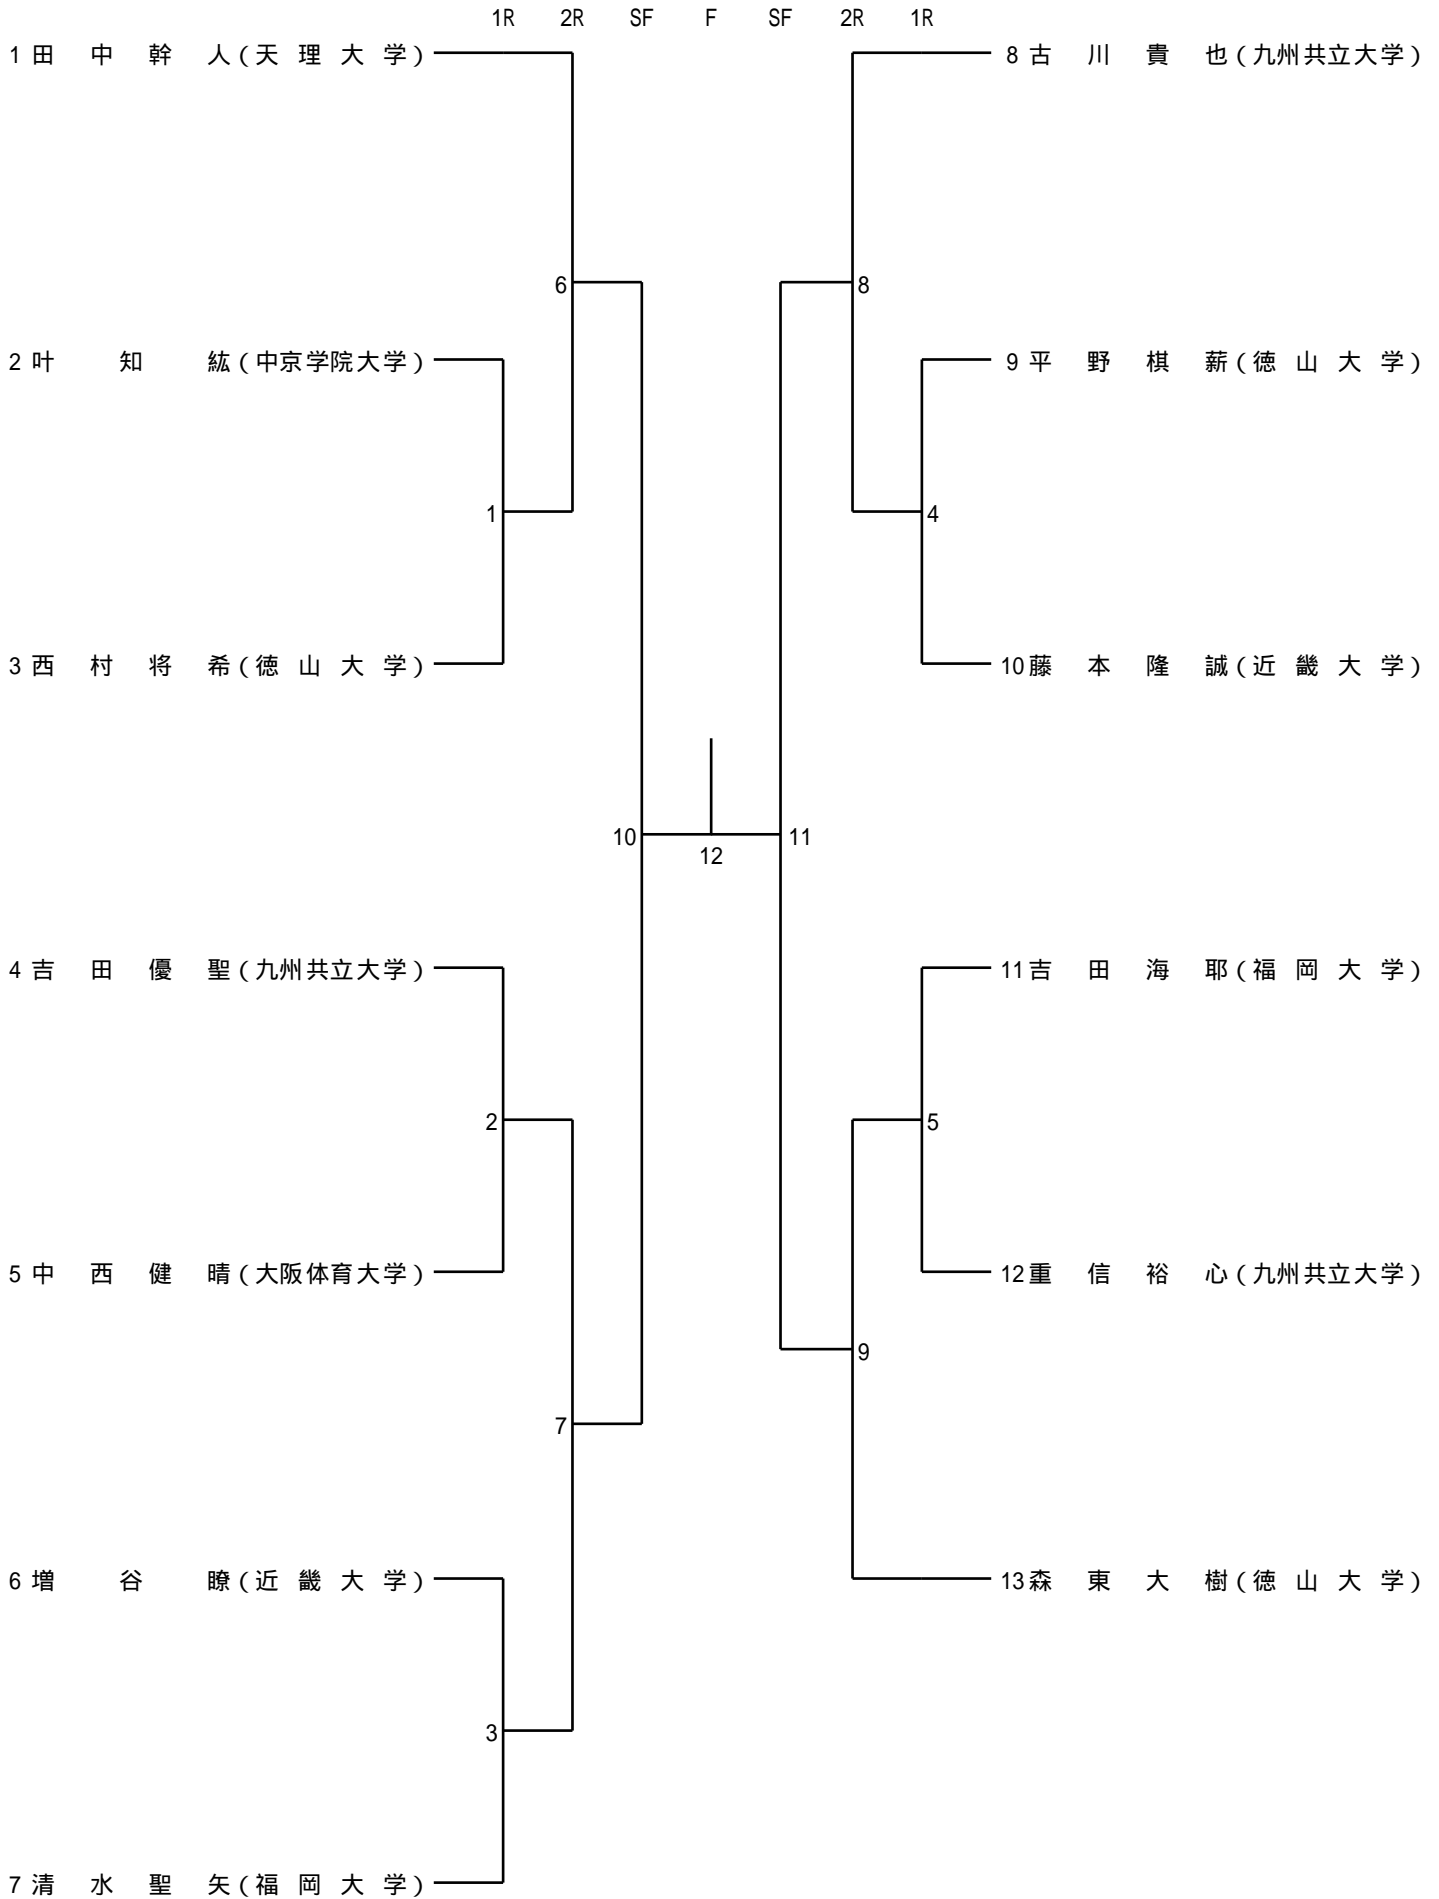 1R 2R SF F SF 2R 1R
1 田中幹人(天理大学)
8 古川貴也(九州共立大学)
6
8
2 叶知紘(中京学院大学)
9 平野棋薪(徳山大学)
1
4
3 西村将希(徳山大学)
10 藤本隆誠(近畿大学)
10
11
12
4 吉田優聖(九州共立大学)
11 吉田海耶(福岡大学)
2
5
5 中西健晴(大阪体育大学)
12 重信裕心(九州共立大学)
9
7
6 増谷瞭(近畿大学)
13 森東大樹(徳山大学)
3
7 清水聖矢(福岡大学)